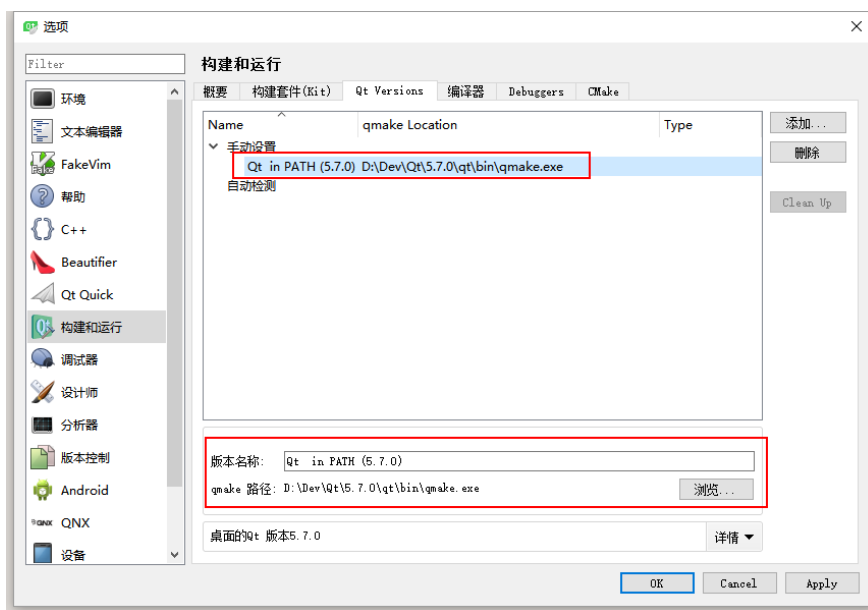 选项
Filter
环境
文本编辑器
FakeVim
帮助
C++
Beautifier
Qt Quick
构建和运行
调试器
设计师
分析器
版本控制
Android
QNX QNX
设备
构建和运行
概要 构建套件(Kit) Qt Versions 编译器 Debuggers CMake
Name qmake Location Type
手动设置
Qt in PATH (5.7.0) D:\Dev\Qt\5.7.0\qt\bin\qmake.exe
自动检测
添加...
删除
Clean Up
版本名称: Qt in PATH (5.7.0)
qmake 路径: D:\Dev\Qt\5.7.0\qt\bin\qmake.exe 浏览...
桌面的Qt 版本5.7.0 详情
OK Cancel Apply